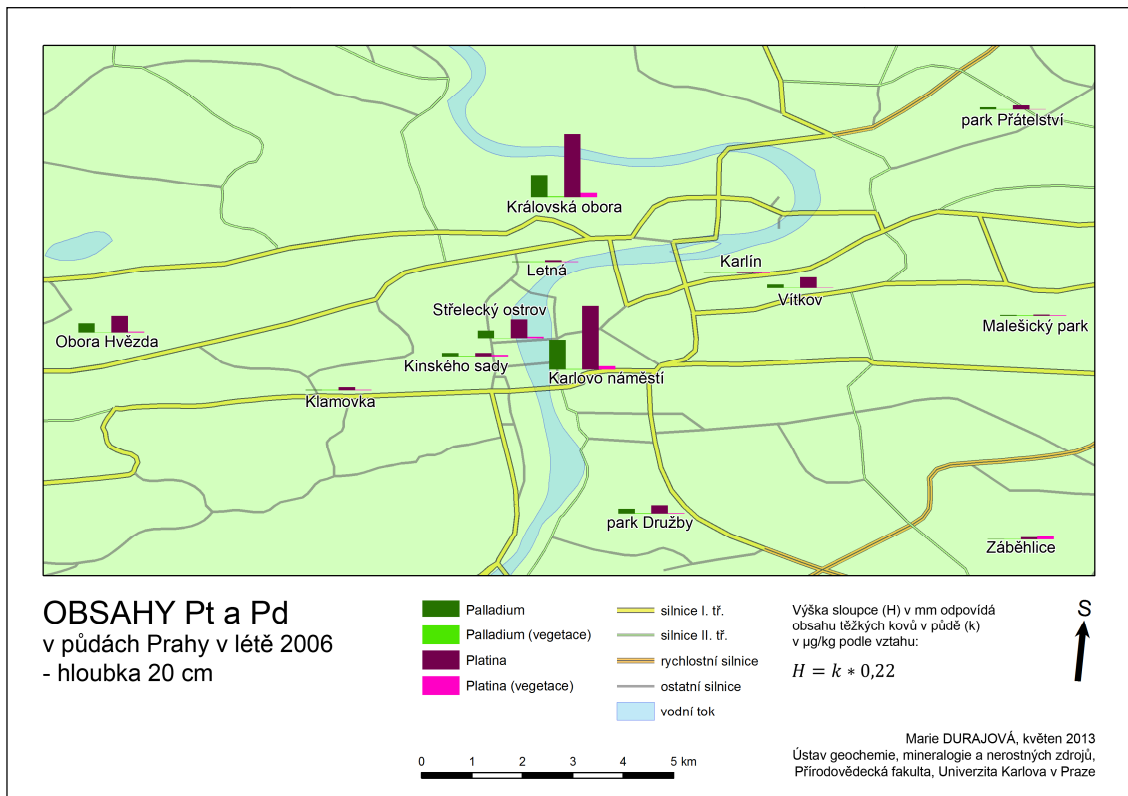 park Přátelství
Královská obora
Letná
Karlín
Vítkov
Střelecký ostrov
Malešický park
Obora Hvězda
Kinského sady
Karlovo náměstí
Klamovka
park Družby
Záběhlice
OBSAHY Pt a Pd
v půdách Prahy v létě 2006
- hloubka 20 cm
Palladium
Palladium (vegetace)
Platina
Platina (vegetace)
silnice I. tř.
silnice II. tř.
rychlostní silnice
ostatní silnice
vodní tok
Výška sloupce (H) v mm odpovídá
obsahu těžkých kovů v půdě (k)
v µg/kg podle vztahu:
H = k * 0,22
S
0 1 2 3 4 5 km
Marie DURAJOVÁ, květen 2013
Ústav geochemie, mineralogie a nerostných zdrojů,
Přírodovědecká fakulta, Univerzita Karlova v Praze